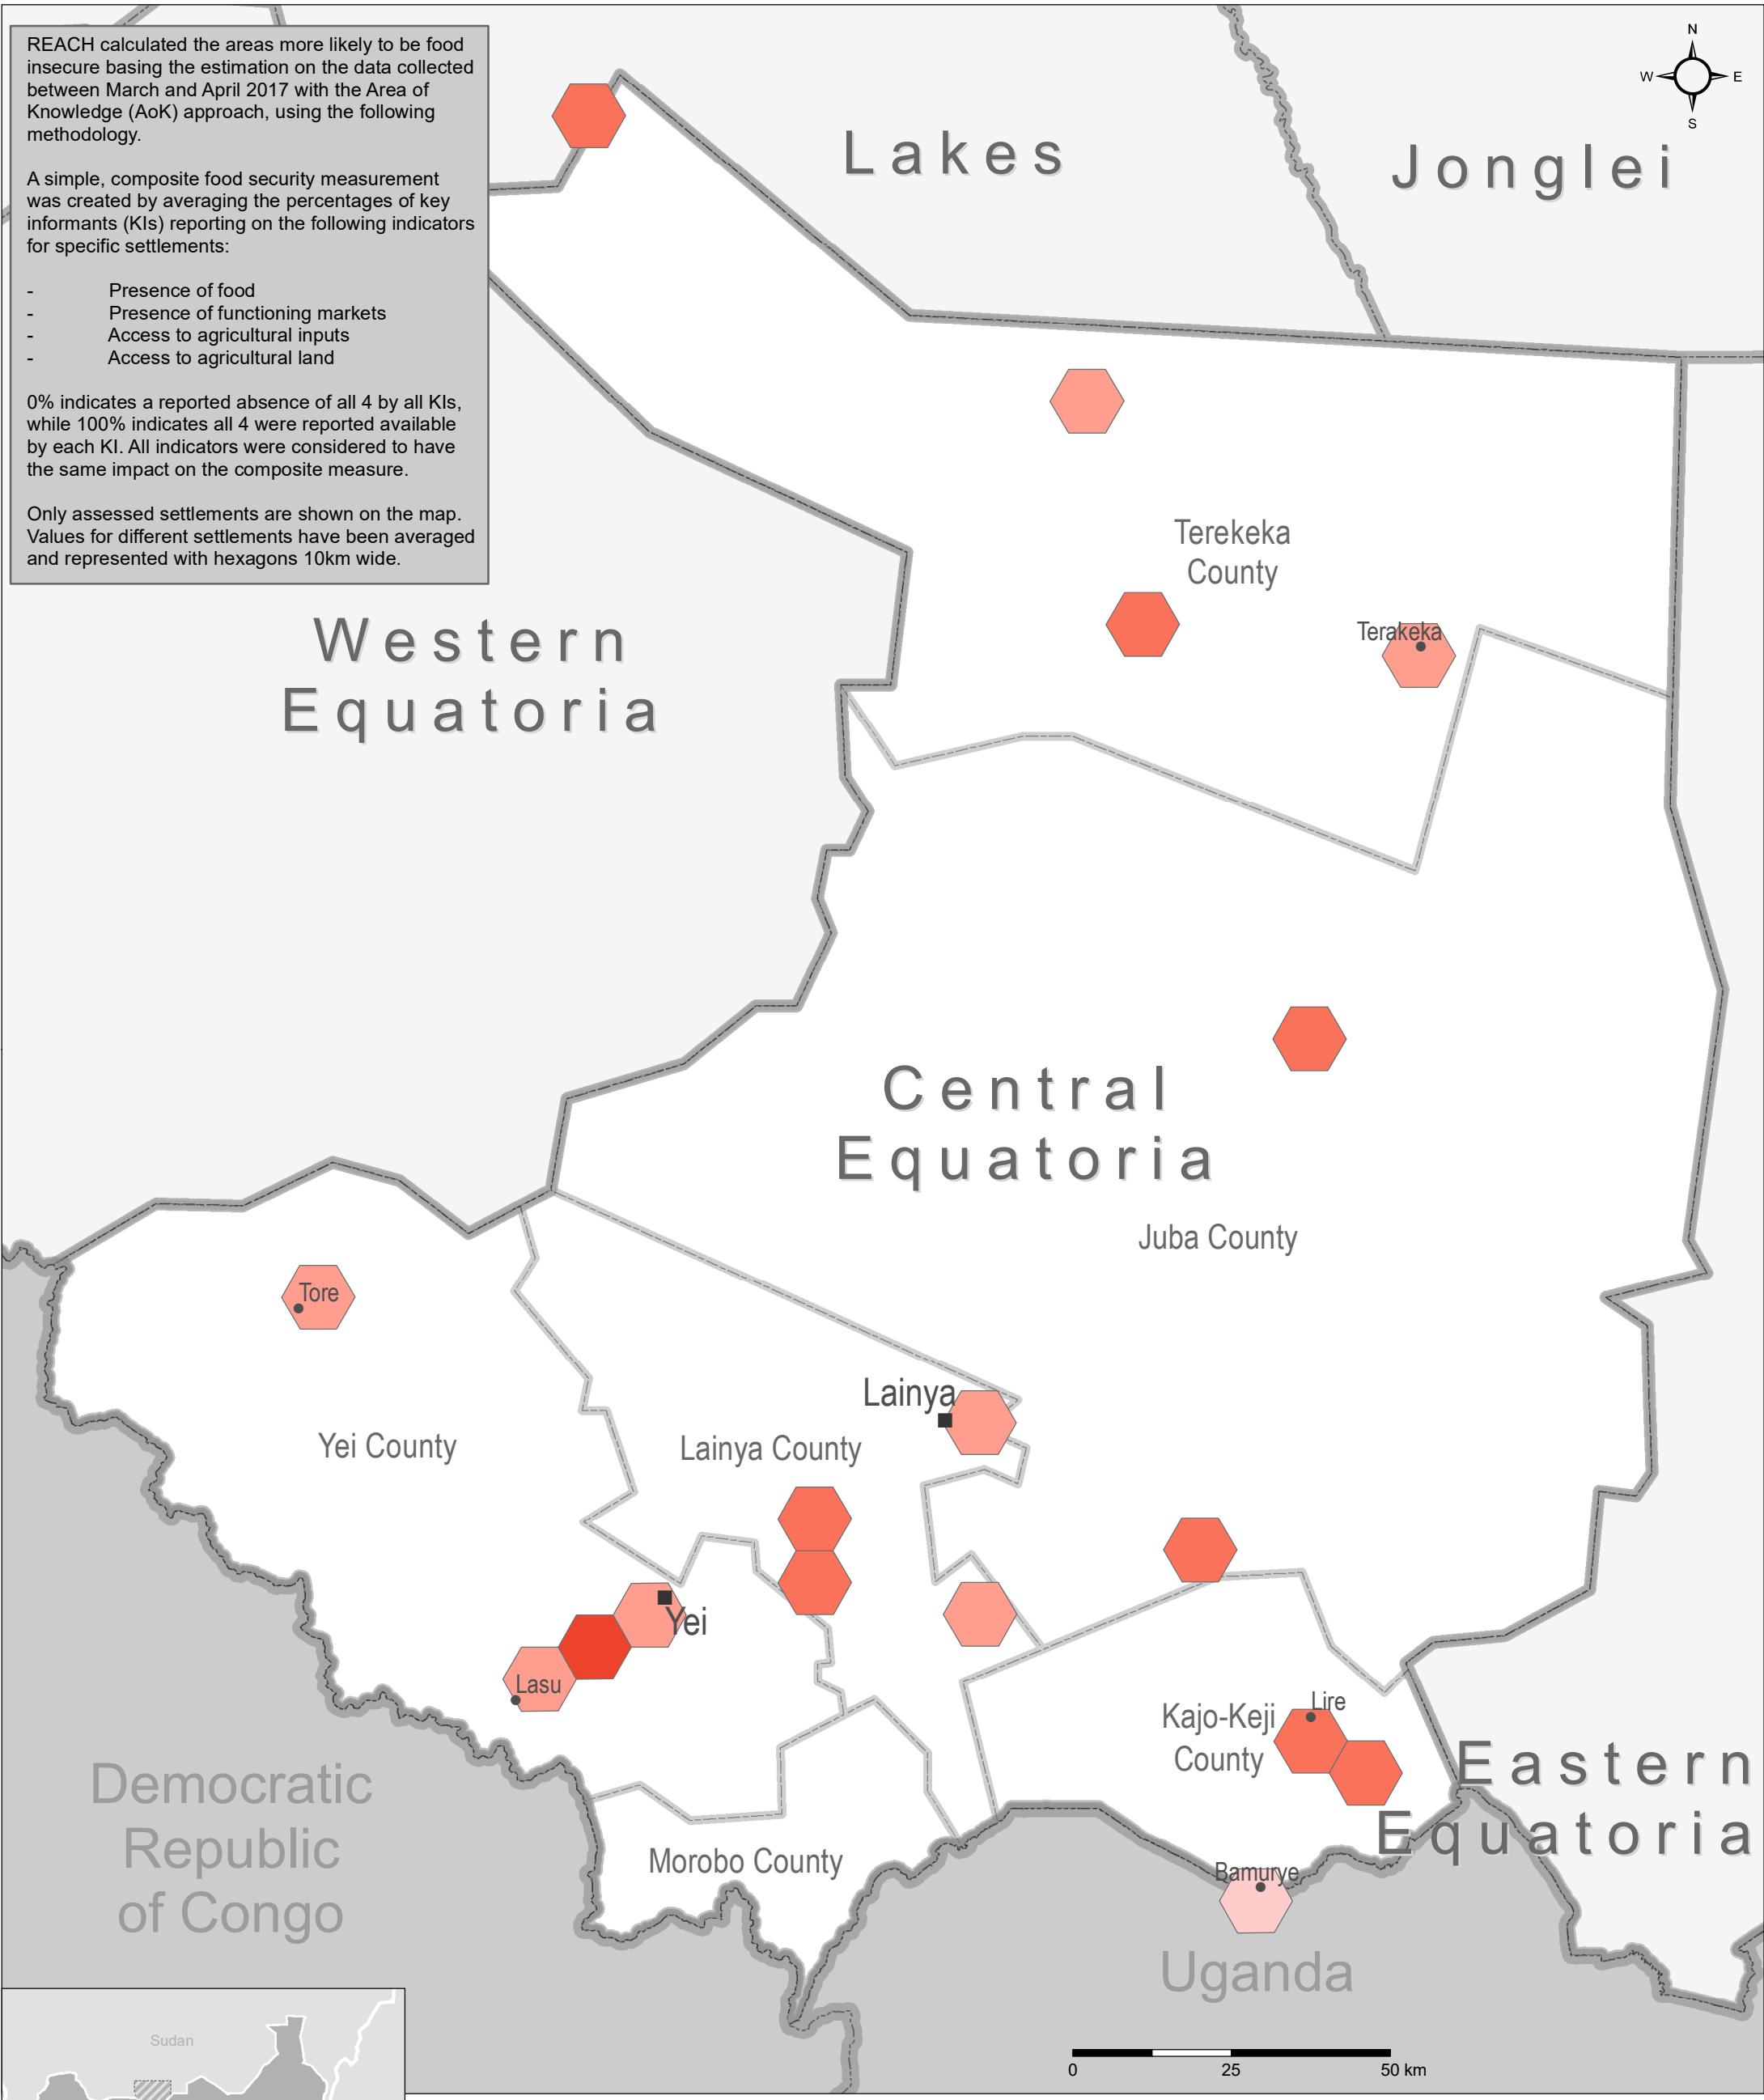 REACH calculated the areas more likely to be food
insecure basing the estimation on the data collected
between March and April 2017 with the Area of
Knowledge (AoK) approach, using the following
methodology.
A simple, composite food security measurement
was created by averaging the percentages of key
informants (KIs) reporting on the following indicators
for specific settlements:
- Presence of food
- Presence of functioning markets
- Access to agricultural inputs
- Access to agricultural land
0% indicates a reported absence of all 4 by all KIs,
while 100% indicates all 4 were reported available
by each KI. All indicators were considered to have
the same impact on the composite measure.
Only assessed settlements are shown on the map.
Values for different settlements have been averaged
and represented with hexagons 10km wide.
N
W E
S
Lakes
Jonglei
Terekeka
County
Terakeka
Western
Equatoria
Central
Equatoria
Juba County
Tore
Lainya
Yei County
Lainya County
Yei
Lasu
Kajo-Keji
County
Lire
Eastern
Equatoria
Democratic
Republic
of Congo
Morobo County
Bamurye
Uganda
Sudan
0 25 50 km